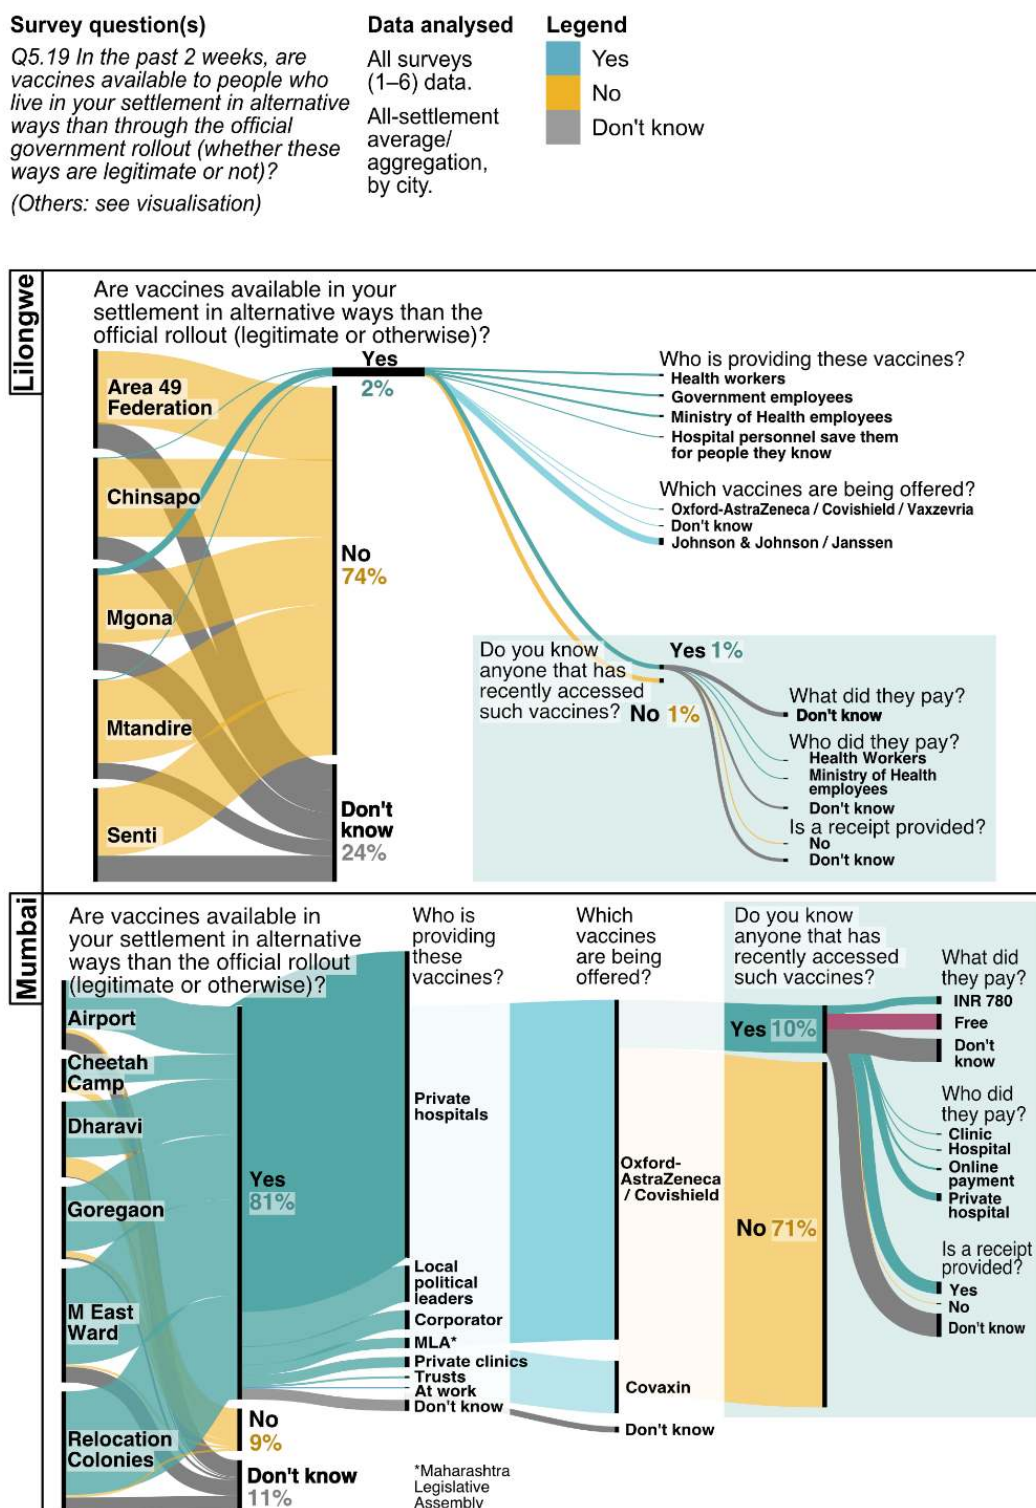 Survey question(s)
Q5.19 In the past 2 weeks, are
vaccines available to people who
live in your settlement in alternative
ways than through the official
government rollout (whether these
ways are legitimate or not)?
(Others: see visualisation)
Data analysed
All surveys
(1–6) data.
All-settlement
average/
aggregation,
by city.
Legend
Yes
No
Don't know
Lilongwe
Are vaccines available in your
settlement in alternative ways than the
official rollout (legitimate or otherwise)?
Area 49
Federation
Chinsapo
Mgona
Mtandire
Senti
Yes
2%
No
74%
Don't
know
24%
Who is providing these vaccines?
Health workers
Government employees
Ministry of Health employees
Hospital personnel save them
for people they know
Which vaccines are being offered?
Oxford-AstraZeneca / Covishield / Vaxzevria
Don't know
Johnson & Johnson / Janssen
Do you know
anyone that has
recently accessed
such vaccines?
Yes 1%
No 1%
What did they pay?
Don't know
Who did they pay?
Health Workers
Ministry of Health
employees
Don't know
Is a receipt provided?
No
Don't know
Mumbai
Are vaccines available in
your settlement in alternative
ways than the official rollout
(legitimate or otherwise)?
Airport
Cheetah
Camp
Dharavi
Goregaon
M East
Ward
Relocation
Colonies
Yes
81%
No
9%
Don't know
11%
Who is
providing
these
vaccines?
Private
hospitals
Local
political
leaders
Corporator
MLA*
Private clinics
Trusts
At work
Don't know
*Maharashtra
Legislative
Assembly
Which
vaccines
are being
offered?
Oxford-
AstraZeneca
/ Covishield
Covaxin
Don't know
Do you know
anyone that has
recently accessed
such vaccines?
Yes 10%
No 71%
What did
they pay?
INR 780
Free
Don't
know
Who did
they pay?
Clinic
Hospital
Online
payment
Private
hospital
Is a receipt
provided?
Yes
No
Don't know